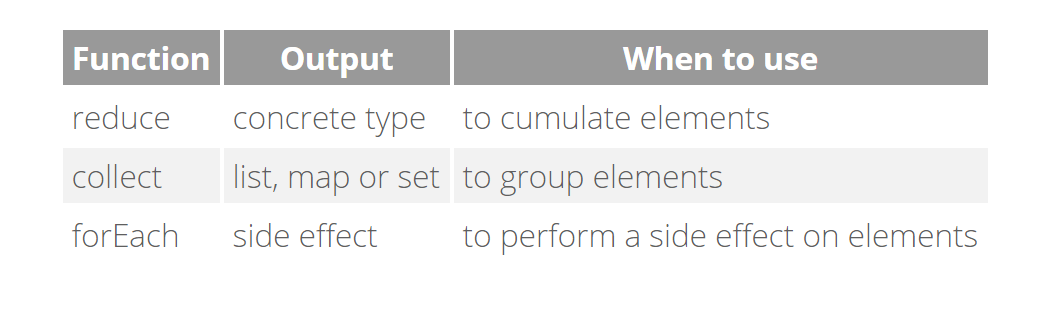 Function Output When to use
reduce concrete type to cumulate elements
collect list, map or set to group elements
forEach side effect to perform a side effect on elements